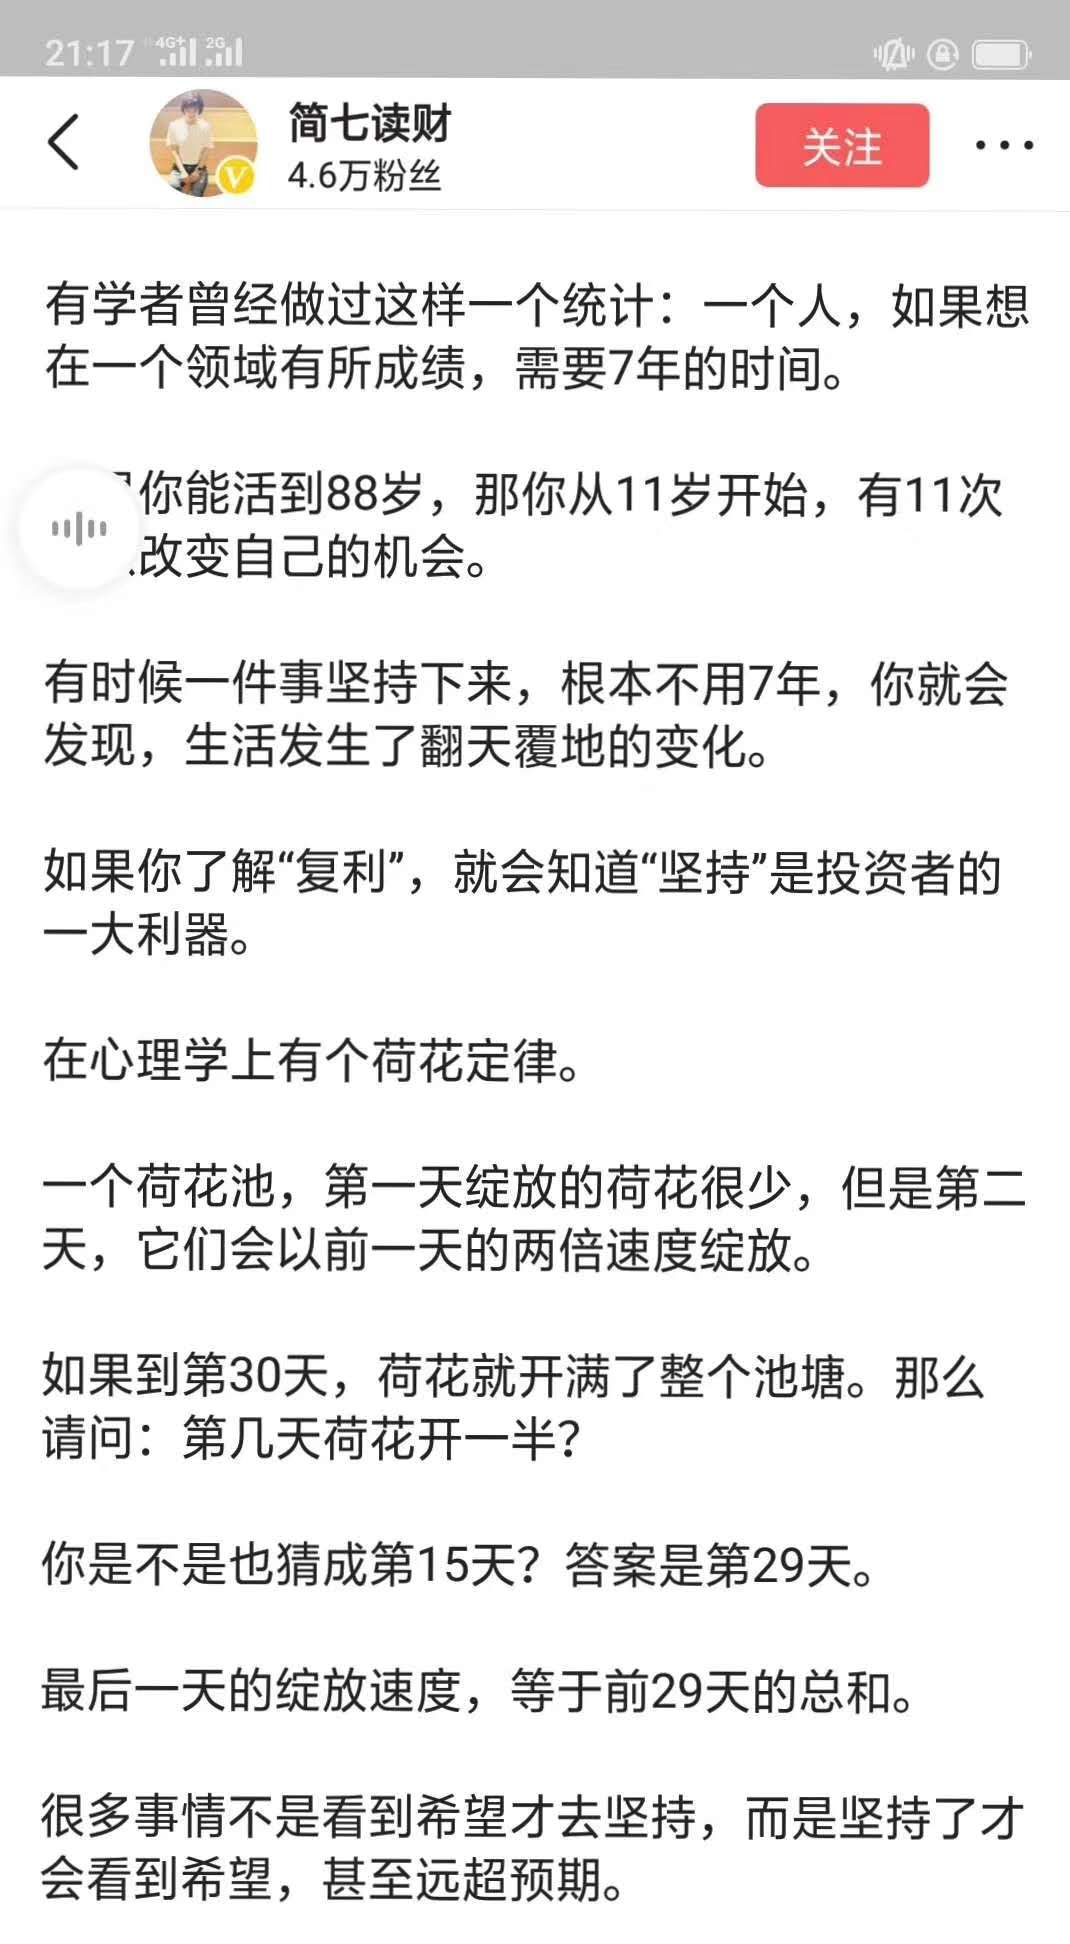 21:17 4G+ 2G
简七读财
4.6万粉丝
关注
有学者曾经做过这样一个统计：一个人，如果想
在一个领域有所成绩，需要7年的时间。
你能活到88岁，那你从11岁开始，有11次
改变自己的机会。
有时候一件事坚持下来，根本不用7年，你就会
发现，生活发生了翻天覆地的变化。
如果你了解“复利”，就会知道“坚持”是投资者的
一大利器。
在心理学上有个荷花定律。
一个荷花池，第一天绽放的荷花很少，但是第二
天，它们会以前一天的两倍速度绽放。
如果到第30天，荷花就开满了整个池塘。那么
请问：第几天荷花开一半？
你是不是也猜成第15天？答案是第29天。
最后一天的绽放速度，等于前29天的总和。
很多事情不是看到希望才去坚持，而是坚持了才
会看到希望，甚至远超预期。